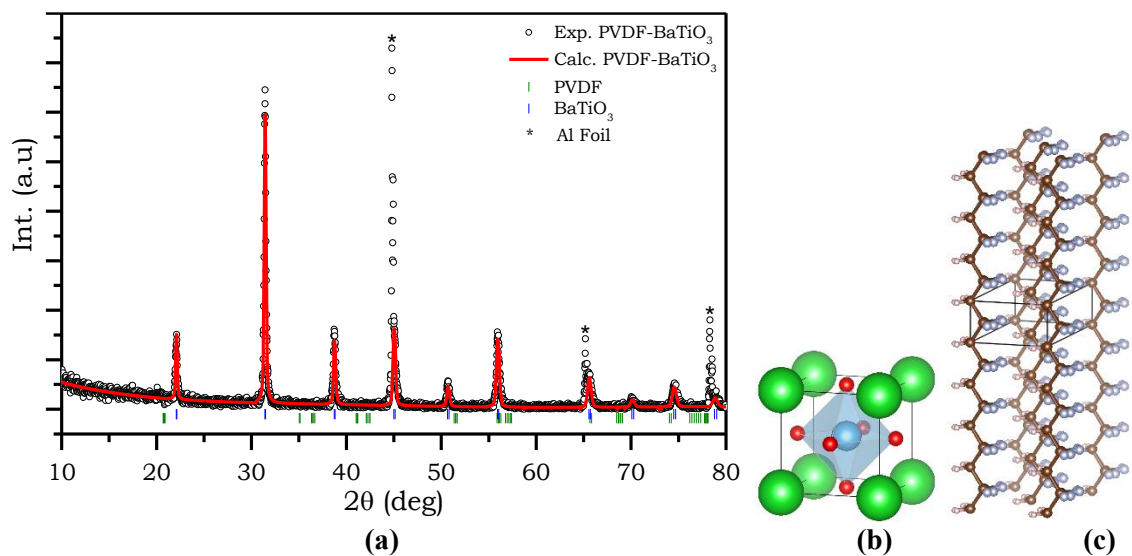 *
○ Exp. PVDF-BaTiO₃
Calc. PVDF-BaTiO₃
| PVDF
| BaTiO₃
* Al Foil
Int. (a.u)
*
*
10 20 30 40 50 60 70 80
2θ (deg)
(a)
(b)
(c)